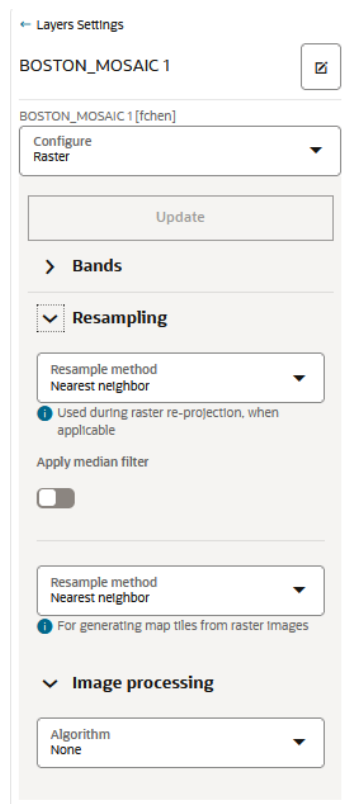 ← Layers Settings
BOSTON_MOSAIC 1
BOSTON_MOSAIC 1 [fchen]
Configure
Raster
Update
Bands
Resampling
Resample method
Nearest neighbor
Used during raster re-projection, when
applicable
Apply median filter
Resample method
Nearest neighbor
For generating map tiles from raster images
Image processing
Algorithm
None